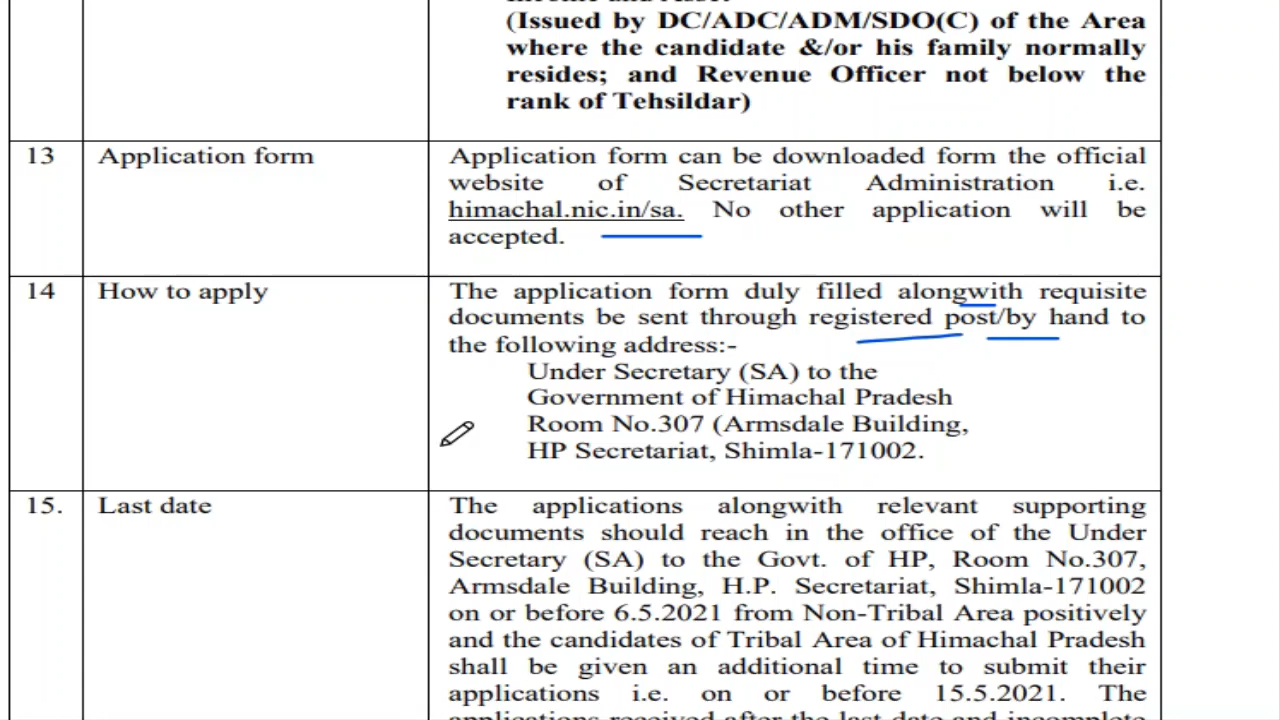 (Issued by DC/ADC/ADM/SDO(C) of the Area
where the candidate &/or his family normally
resides; and Revenue Officer not below the
rank of Tehsildar)
13 Application form Application form can be downloaded form the official
website of Secretariat Administration i.e.
himachal.nic.in/sa. No other application will be
accepted.
14 How to apply The application form duly filled alongwith requisite
documents be sent through registered post/by hand to
the following address:-
Under Secretary (SA) to the
Government of Himachal Pradesh
Room No.307 (Armsdale Building,
HP Secretariat, Shimla-171002.
15. Last date The applications alongwith relevant supporting
documents should reach in the office of the Under
Secretary (SA) to the Govt. of HP, Room No.307,
Armsdale Building, H.P. Secretariat, Shimla-171002
on or before 6.5.2021 from Non-Tribal Area positively
and the candidates of Tribal Area of Himachal Pradesh
shall be given an additional time to submit their
applications i.e. on or before 15.5.2021. The
applications received after the last date and incomplete